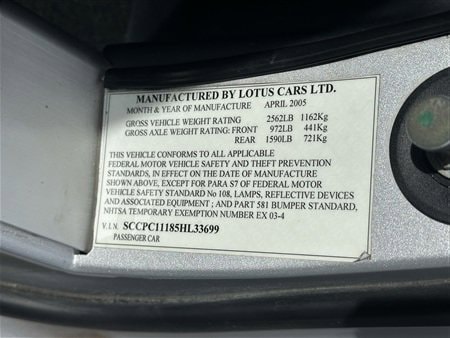 MANUFACTURED BY LOTUS CARS LTD.
MONTH & YEAR OF MANUFACTURE APRIL 2005
GROSS VEHICLE WEIGHT RATING 2562LB 1162Kg
GROSS AXLE WEIGHT RATING: FRONT 972LB 441Kg
REAR 1590LB 721Kg
THIS VEHICLE CONFORMS TO ALL APPLICABLE
FEDERAL MOTOR VEHICLE SAFETY AND THEFT PREVENTION
STANDARDS, IN EFFECT ON THE DATE OF MANUFACTURE
SHOWN ABOVE, EXCEPT FOR PARA S7 OF FEDERAL MOTOR
VEHICLE SAFETY STANDARD No 108, LAMPS, REFLECTIVE DEVICES
AND ASSOCIATED EQUIPMENT ; AND PART 581 BUMPER STANDARD,
NHTSA TEMPORARY EXEMPTION NUMBER EX 03-4
V.I.N. SCCPC11185HL33699
PASSENGER CAR